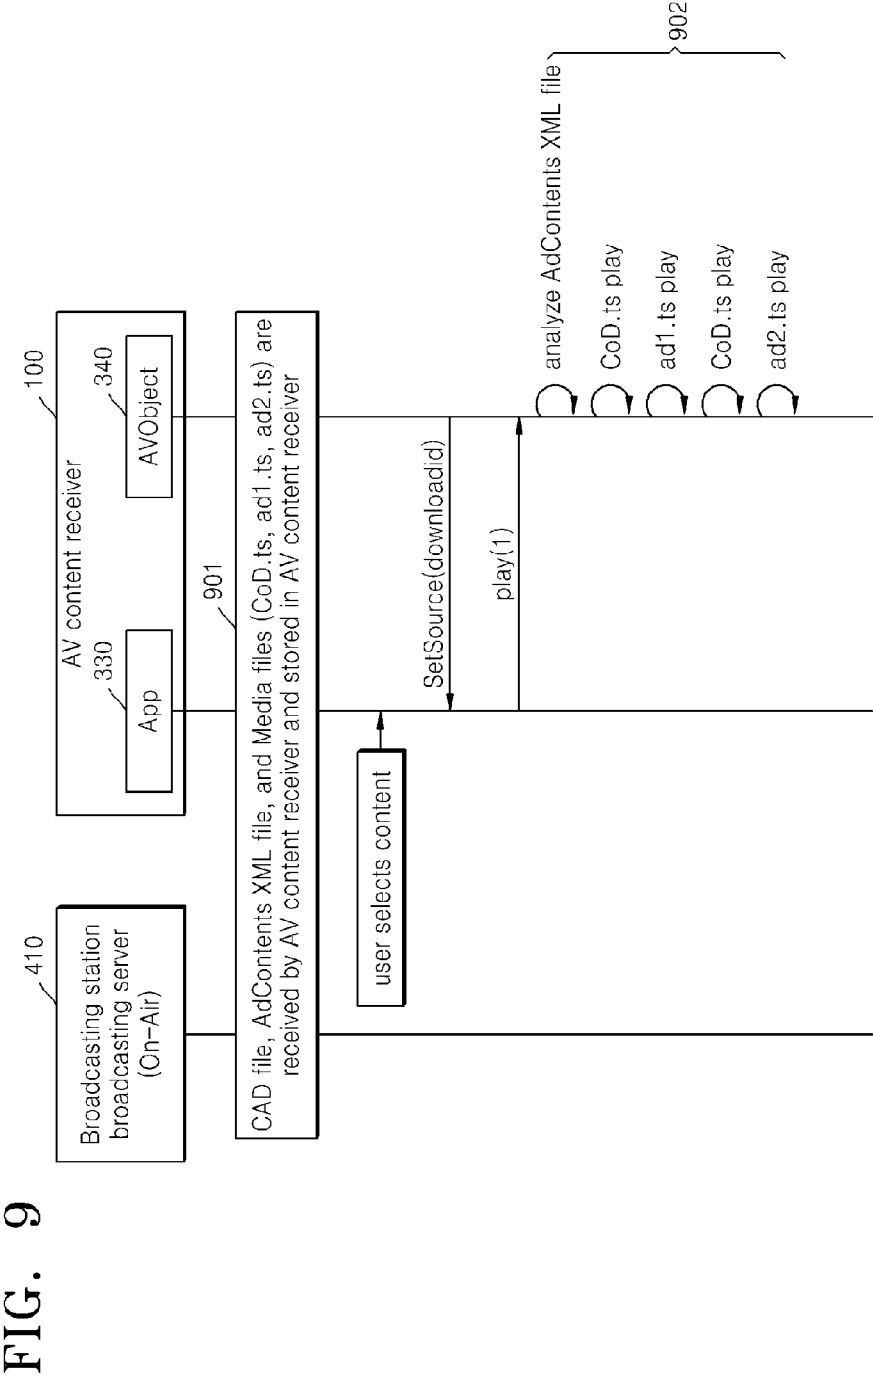 FIG. 9
410
Broadcasting station
broadcasting server
(On-Air)
100
AV content receiver
330
App
340
AVObject
901
CAD file, AdContents XML file, and Media files (CoD.ts, ad1.ts, ad2.ts) are
received by AV content receiver and stored in AV content receiver
user selects content
SetSource(downloadid)
play(1)
analyze AdContents XML file
CoD.ts play
ad1.ts play
CoD.ts play
ad2.ts play
902